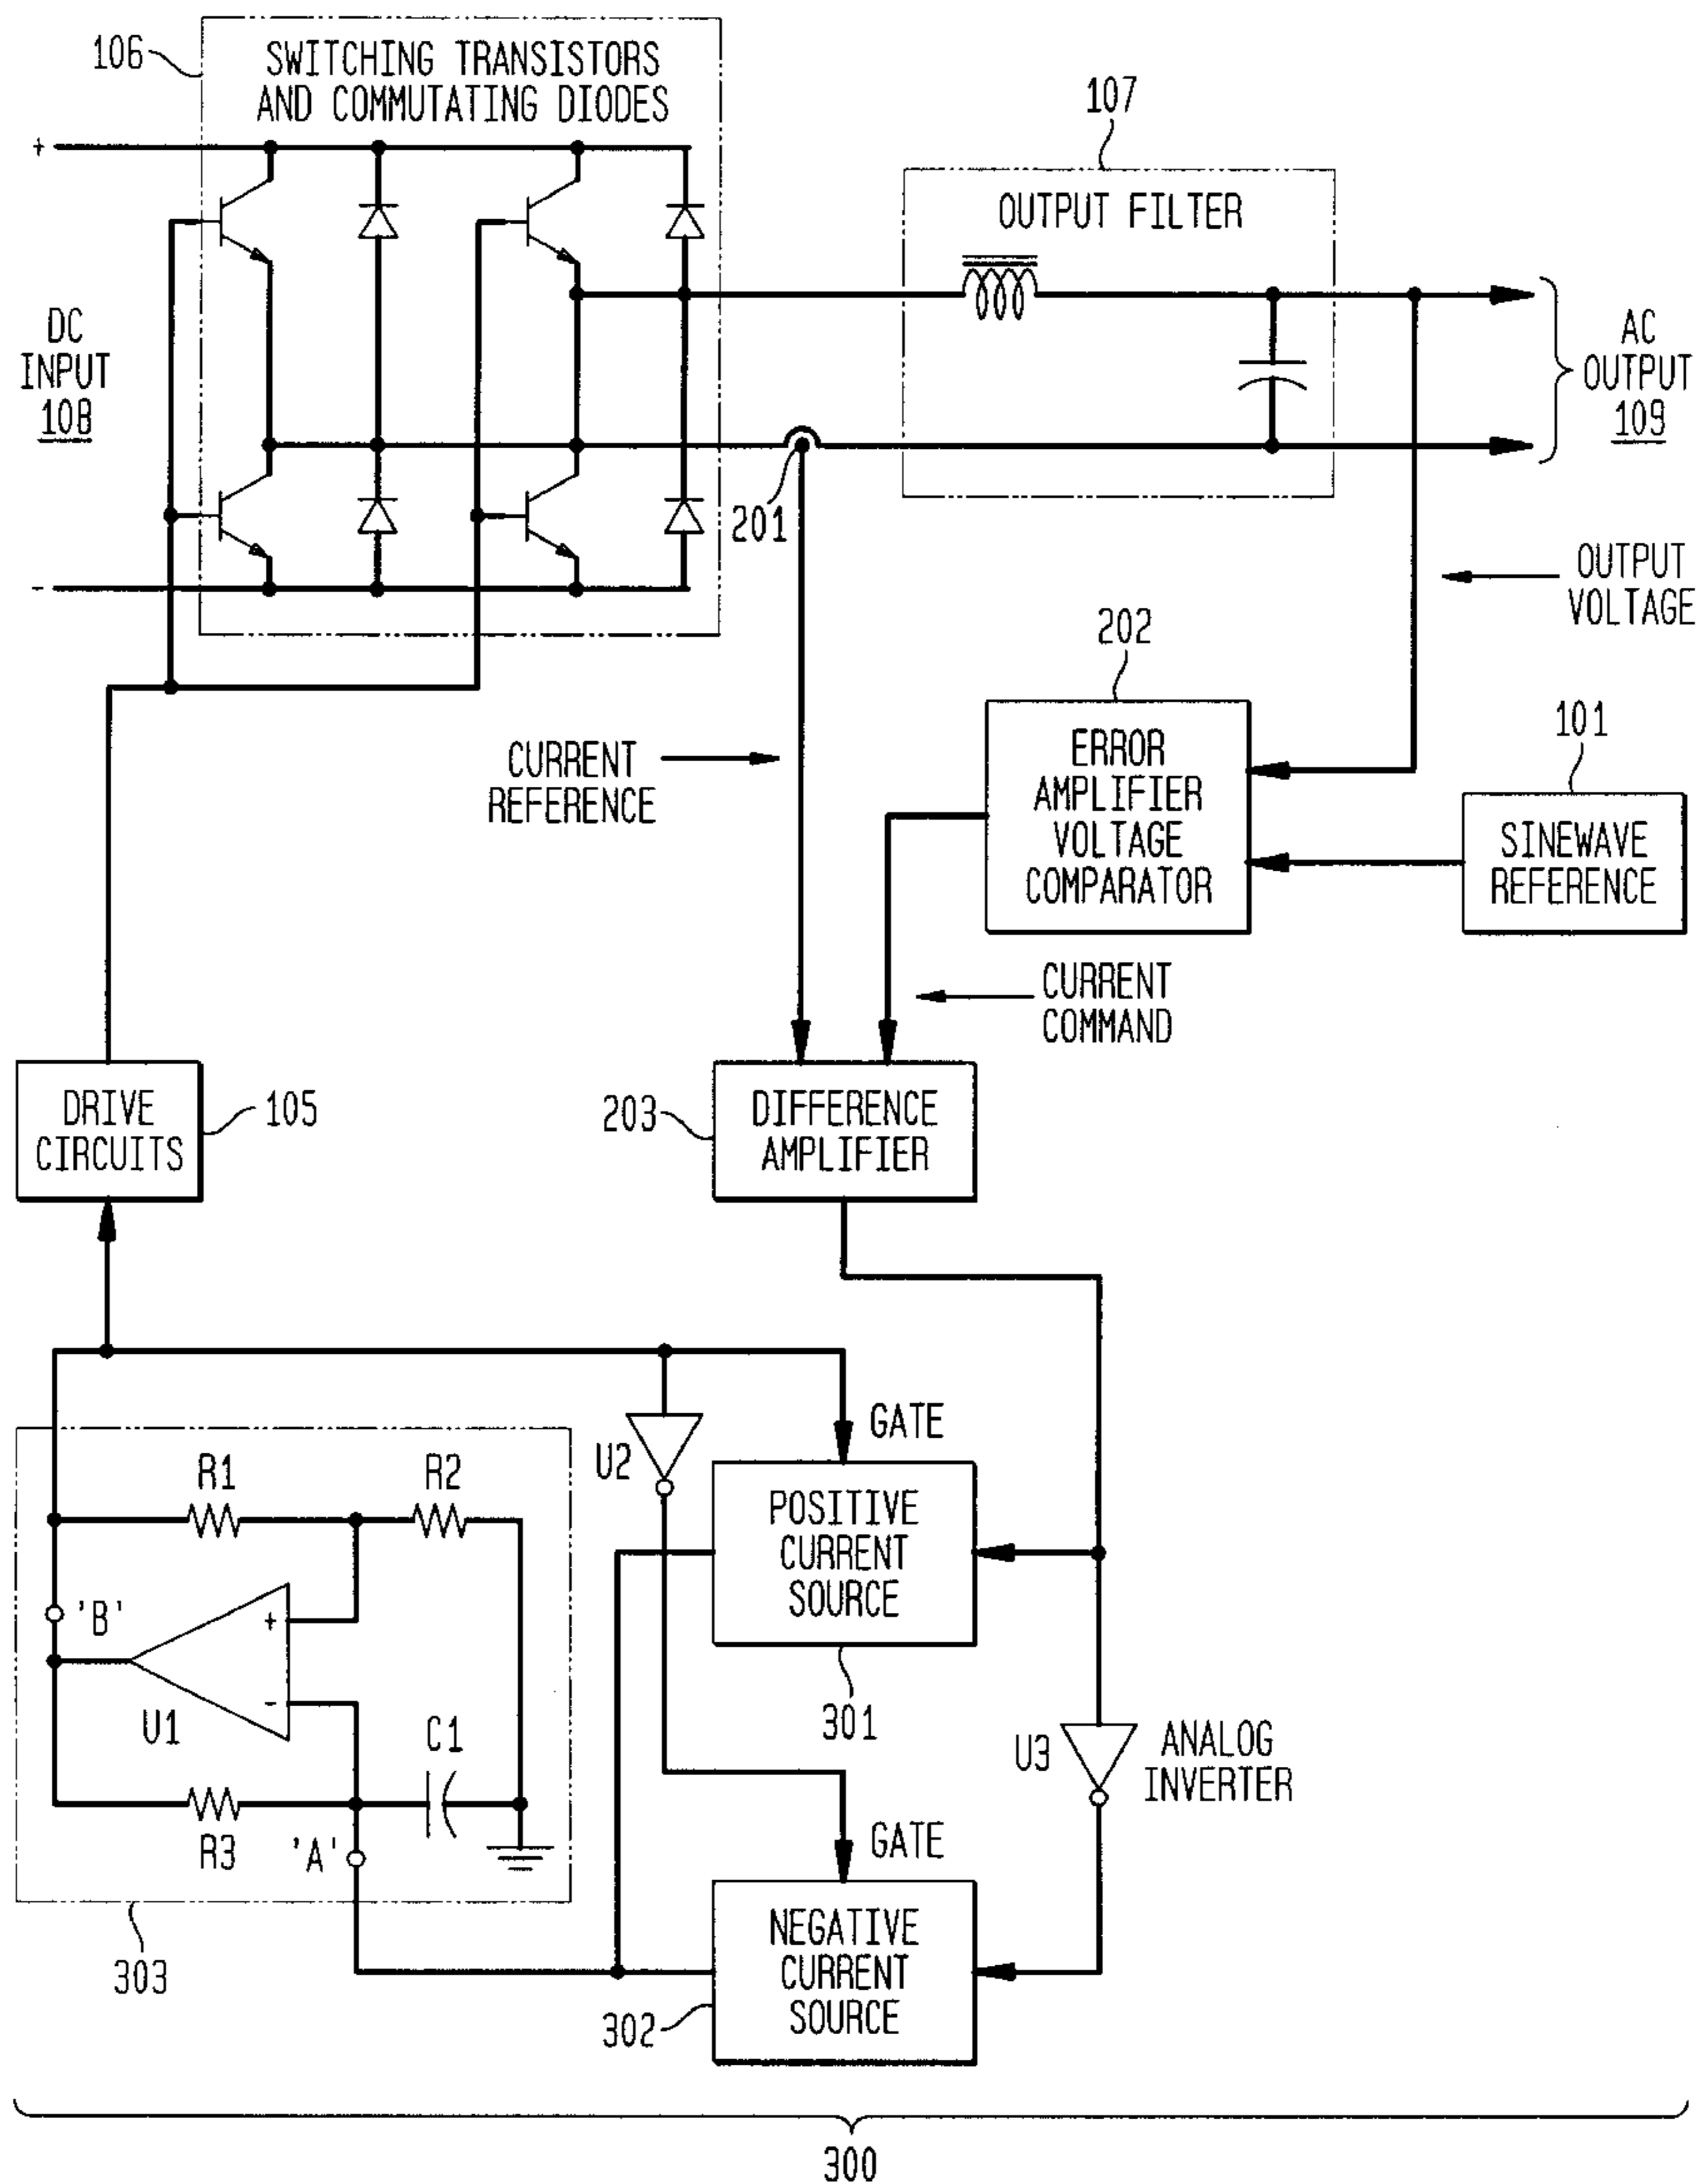 106
SWITCHING TRANSISTORS
AND COMMUTATING DIODES
107
OUTPUT FILTER
+
DC
INPUT
108
-
AC
OUTPUT
109
201
OUTPUT
VOLTAGE
202
ERROR
AMPLIFIER
VOLTAGE
COMPARATOR
101
SINEWAVE
REFERENCE
CURRENT
REFERENCE
CURRENT
COMMAND
DRIVE
CIRCUITS
105
203
DIFFERENCE
AMPLIFIER
R1
R2
U2
GATE
POSITIVE
CURRENT
SOURCE
301
'B'
+
-
U1
C1
R3
'A'
303
U3
ANALOG
INVERTER
GATE
NEGATIVE
CURRENT
SOURCE
302
300